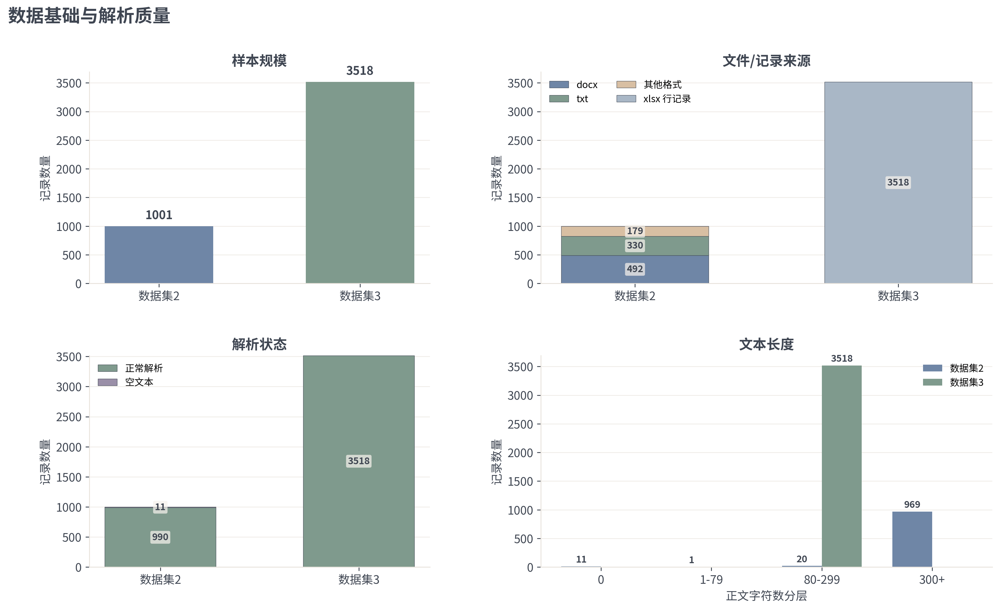 数据基础与解析质量
样本规模
3518
1001
3500
3000
2500
2000
1500
1000
500
0
记录数量
数据集2
数据集3
文件/记录来源
docx
txt
其他格式
xlsx 行记录
3500
3000
2500
2000
1500
1000
500
0
记录数量
179
330
492
3518
数据集2
数据集3
解析状态
正常解析
空文本
3500
3000
2500
2000
1500
1000
500
0
记录数量
11
990
3518
数据集2
数据集3
文本长度
数据集2
数据集3
3500
3000
2500
2000
1500
1000
500
0
记录数量
11
1
20
3518
969
0
1-79
80-299
300+
正文字符数分层